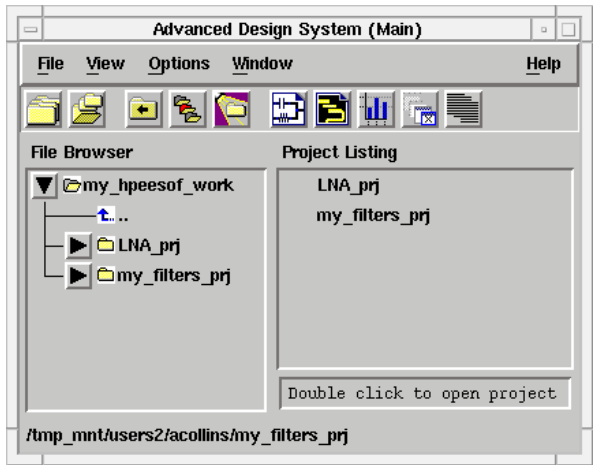 Advanced Design System (Main)
File View Options Window Help
File Browser
Project Listing
my_hpeesof_work
..
LNA_prj
my_filters_prj
LNA_prj
my_filters_prj
Double click to open project
/tmp_mnt/users2/acollins/my_filters_prj